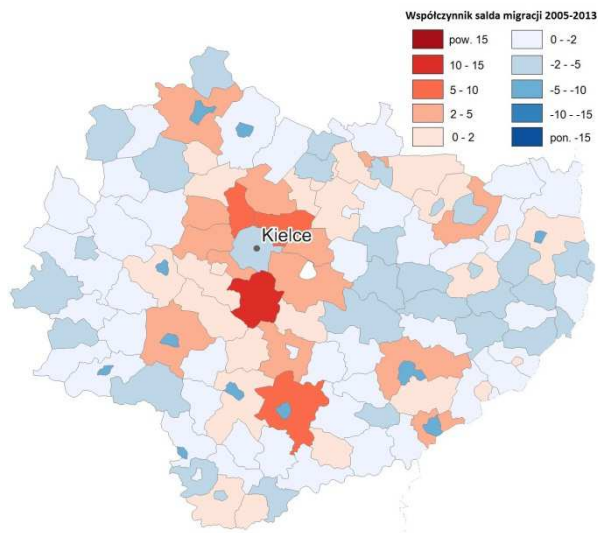 Współczynnik salda migracji 2005-2013
pow. 15
0 - -2
10 - 15
-2 - -5
5 - 10
-5 - -10
2 - 5
-10 - -15
0 - 2
pon. -15
Kielce